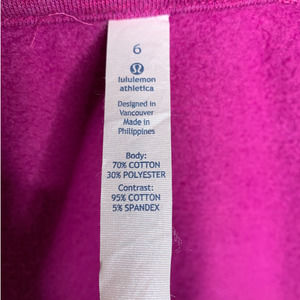 6
lululemon
athletica
Designed in
Vancouver
Made in
Philippines
Body:
70% COTTON
30% POLYESTER
Contrast:
95% COTTON
5% SPANDEX